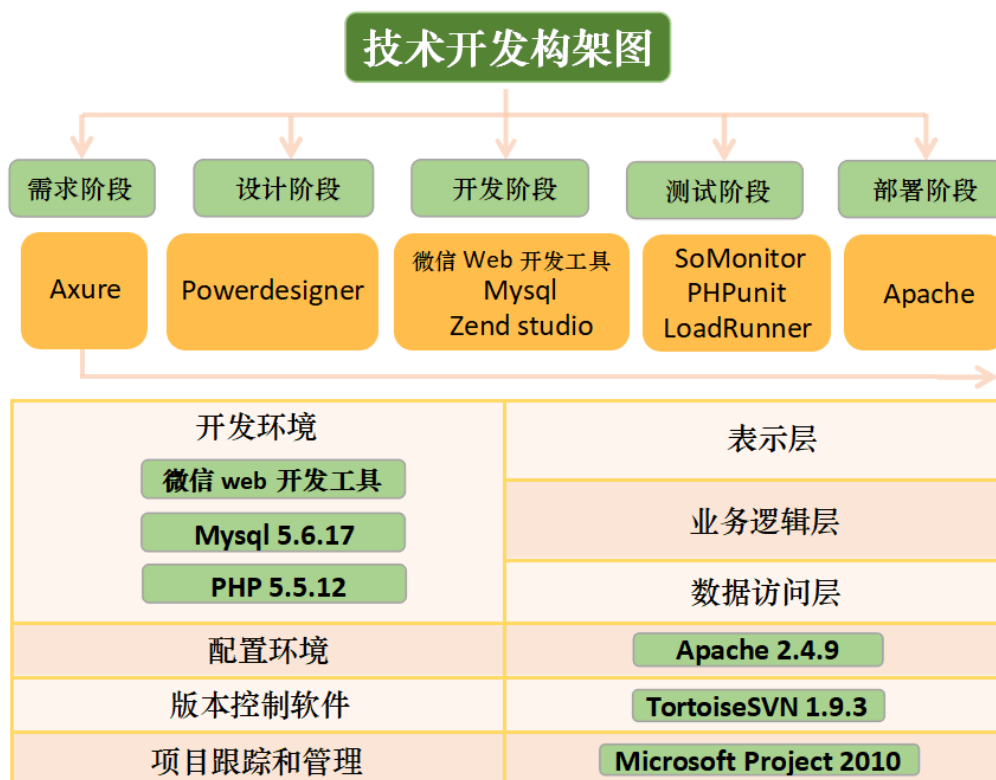 技术开发构架图
需求阶段
设计阶段
开发阶段
测试阶段
部署阶段
Axure
Powerdesigner
微信 Web 开发工具
Mysql
Zend studio
SoMonitor
PHPunit
LoadRunner
Apache
开发环境
微信 web 开发工具
Mysql 5.6.17
PHP 5.5.12
表示层
业务逻辑层
数据访问层
配置环境
Apache 2.4.9
版本控制软件
TortoiseSVN 1.9.3
项目跟踪和管理
Microsoft Project 2010